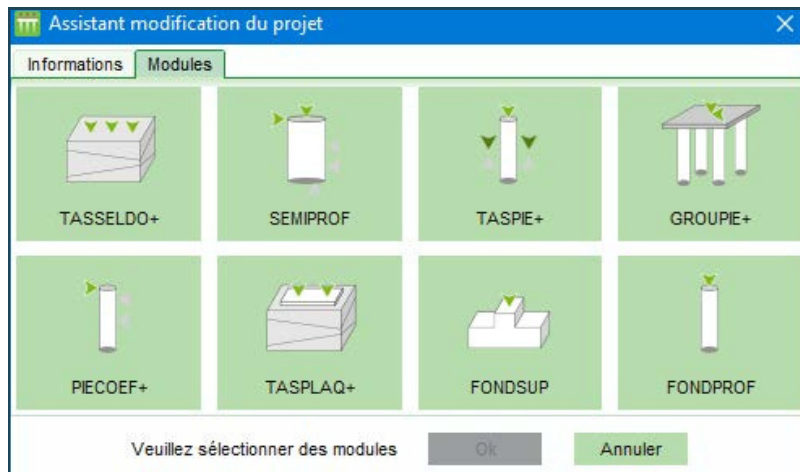 Assistant modification du projet
Informations Modules
TASSELDO+ SEMIPROF TASPIE+ GROUPIE+
PIECOEF+ TASPLAQ+ FONDSUP FONDPROF
Veuillez sélectionner des modules Ok Annuler